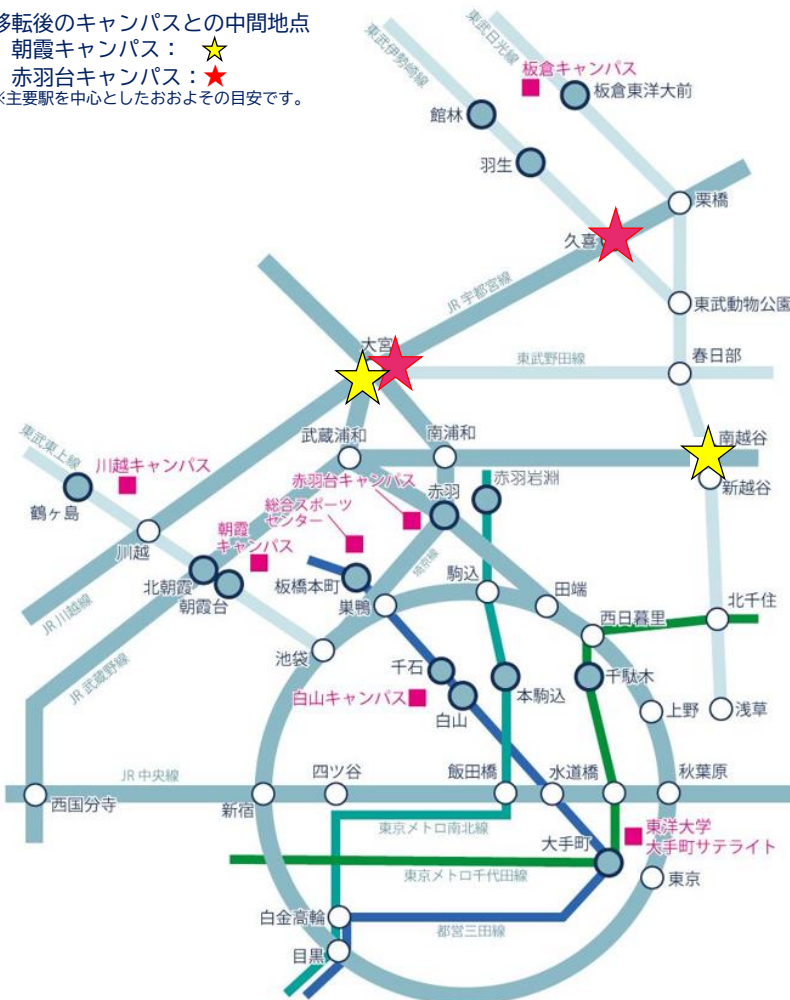 移転後のキャンパスとの中間地点
朝霞キャンパス：
赤羽台キャンパス：
※主要駅を中心としたおおよその目安です。
東武伊勢崎線
東武日光線
板倉キャンパス
板倉東洋大前
館林
羽生
栗橋
久喜
JR 宇都宮線
東武動物公園
大宮
東武野田線
春日部
武蔵浦和
南浦和
南越谷
新越谷
東武東上線
川越キャンパス
鶴ヶ島
赤羽台キャンパス
赤羽
赤羽岩淵
総合スポーツ
センター
朝霞
キャンパス
川越
北朝霞
朝霞台
板橋本町
埼京線
駒込
田端
巣鴨
JR 川越線
西日暮里
北千住
池袋
千石
千駄木
JR 武蔵野線
白山キャンパス
白山
本駒込
上野
浅草
JR 中央線
四ツ谷
飯田橋
水道橋
秋葉原
西国分寺
新宿
東京メトロ南北線
大手町
東洋大学
大手町サテライト
東京メトロ千代田線
東京
白金高輪
都営三田線
目黒